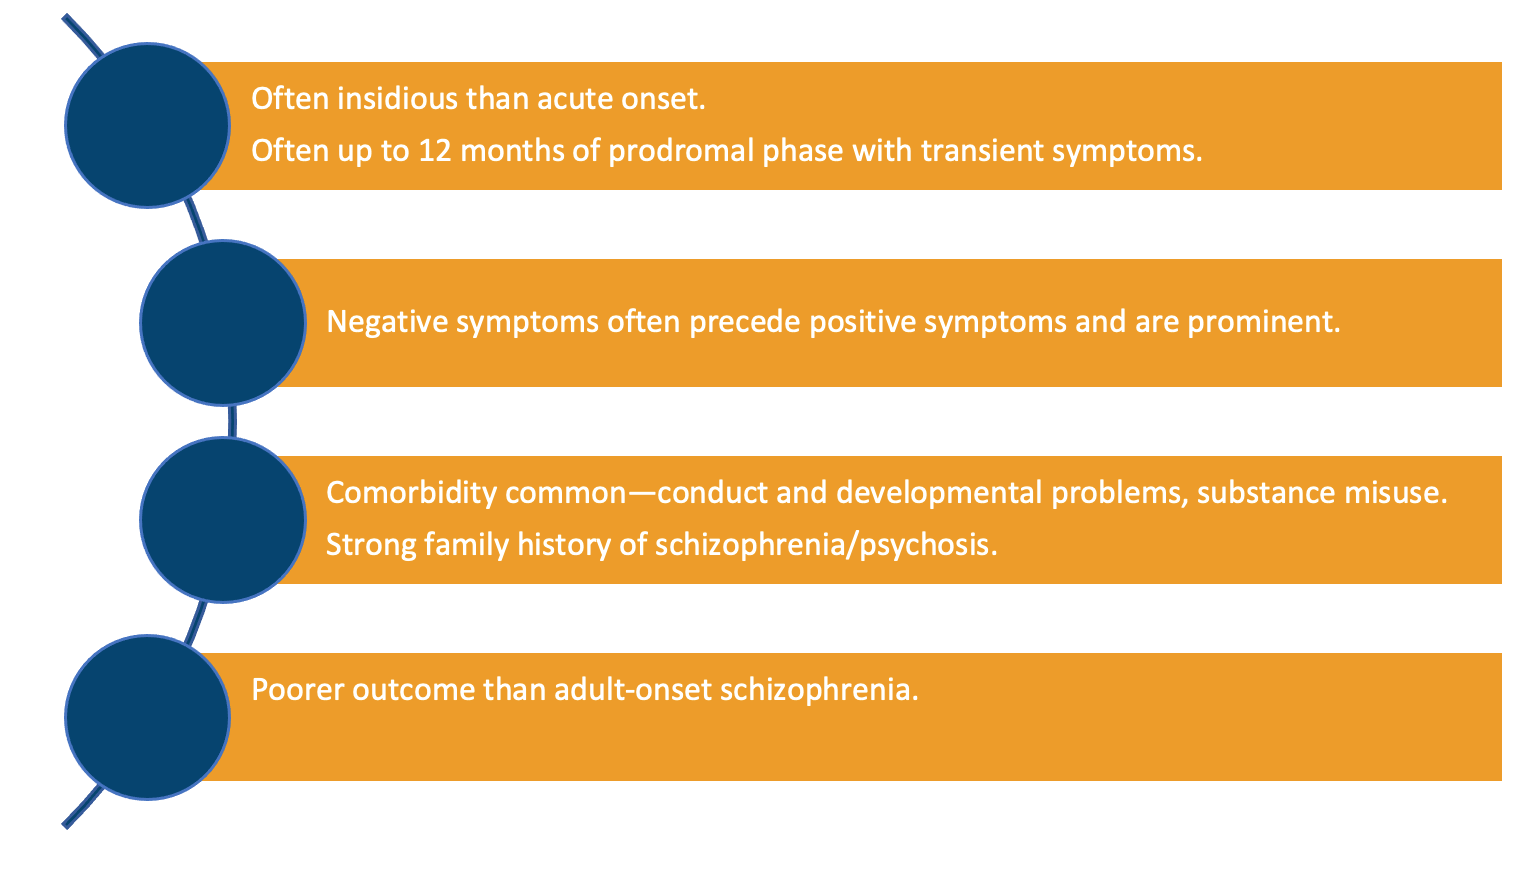 Often insidious than acute onset.
Often up to 12 months of prodromal phase with transient symptoms.
Negative symptoms often precede positive symptoms and are prominent.
Comorbidity common—conduct and developmental problems, substance misuse.
Strong family history of schizophrenia/psychosis.
Poorer outcome than adult-onset schizophrenia.